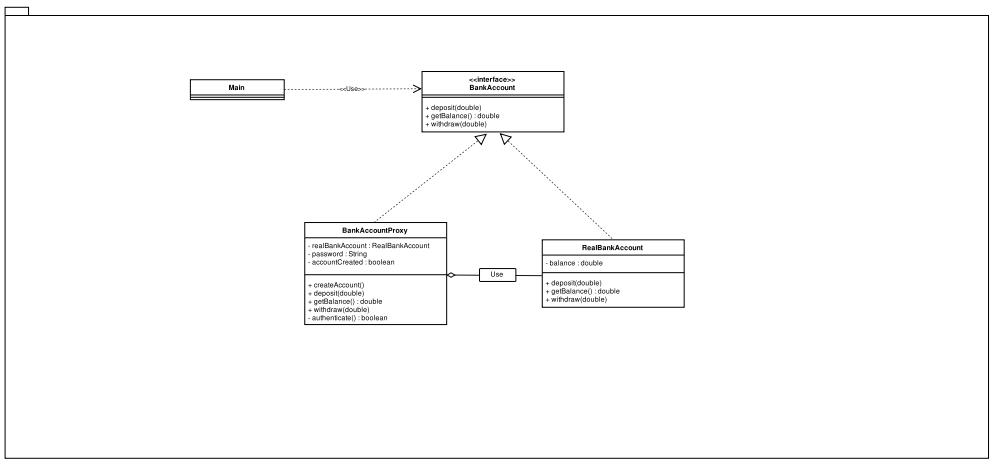 Main
<<Use>>
<<interface>>
BankAccount
+ deposit(double)
+ getBalance() : double
+ withdraw(double)
BankAccountProxy
- realBankAccount : RealBankAccount
- password : String
- accountCreated : boolean
+ createAccount()
+ deposit(double)
+ getBalance() : double
+ withdraw(double)
- authenticate() : boolean
Use
RealBankAccount
- balance : double
+ deposit(double)
+ getBalance() : double
+ withdraw(double)